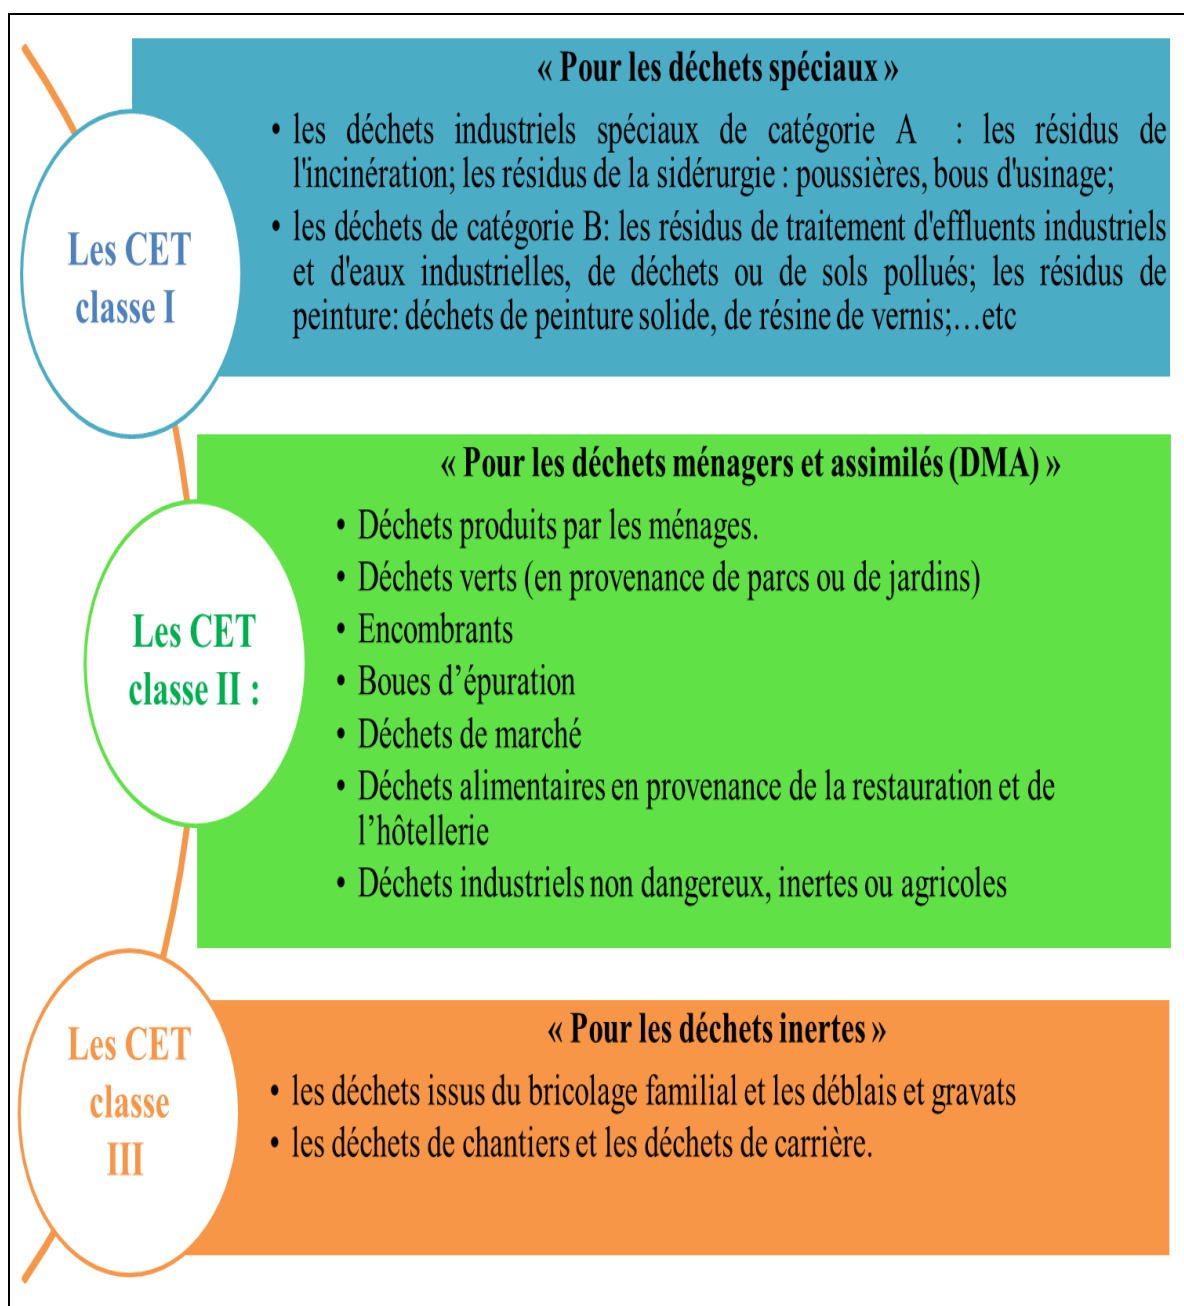 « Pour les déchets spéciaux »
• les déchets industriels spéciaux de catégorie A : les résidus de
l'incinération; les résidus de la sidérurgie : poussières, bous d'usinage;
• les déchets de catégorie B: les résidus de traitement d'effluents industriels
et d'eaux industrielles, de déchets ou de sols pollués; les résidus de
peinture: déchets de peinture solide, de résine de vernis;…etc
Les CET
classe I
« Pour les déchets ménagers et assimilés (DMA) »
• Déchets produits par les ménages.
• Déchets verts (en provenance de parcs ou de jardins)
• Encombrants
• Boues d’épuration
• Déchets de marché
• Déchets alimentaires en provenance de la restauration et de
l’hôtellerie
• Déchets industriels non dangereux, inertes ou agricoles
Les CET
classe II :
« Pour les déchets inertes »
• les déchets issus du bricolage familial et les déblais et gravats
• les déchets de chantiers et les déchets de carrière.
Les CET
classe
III